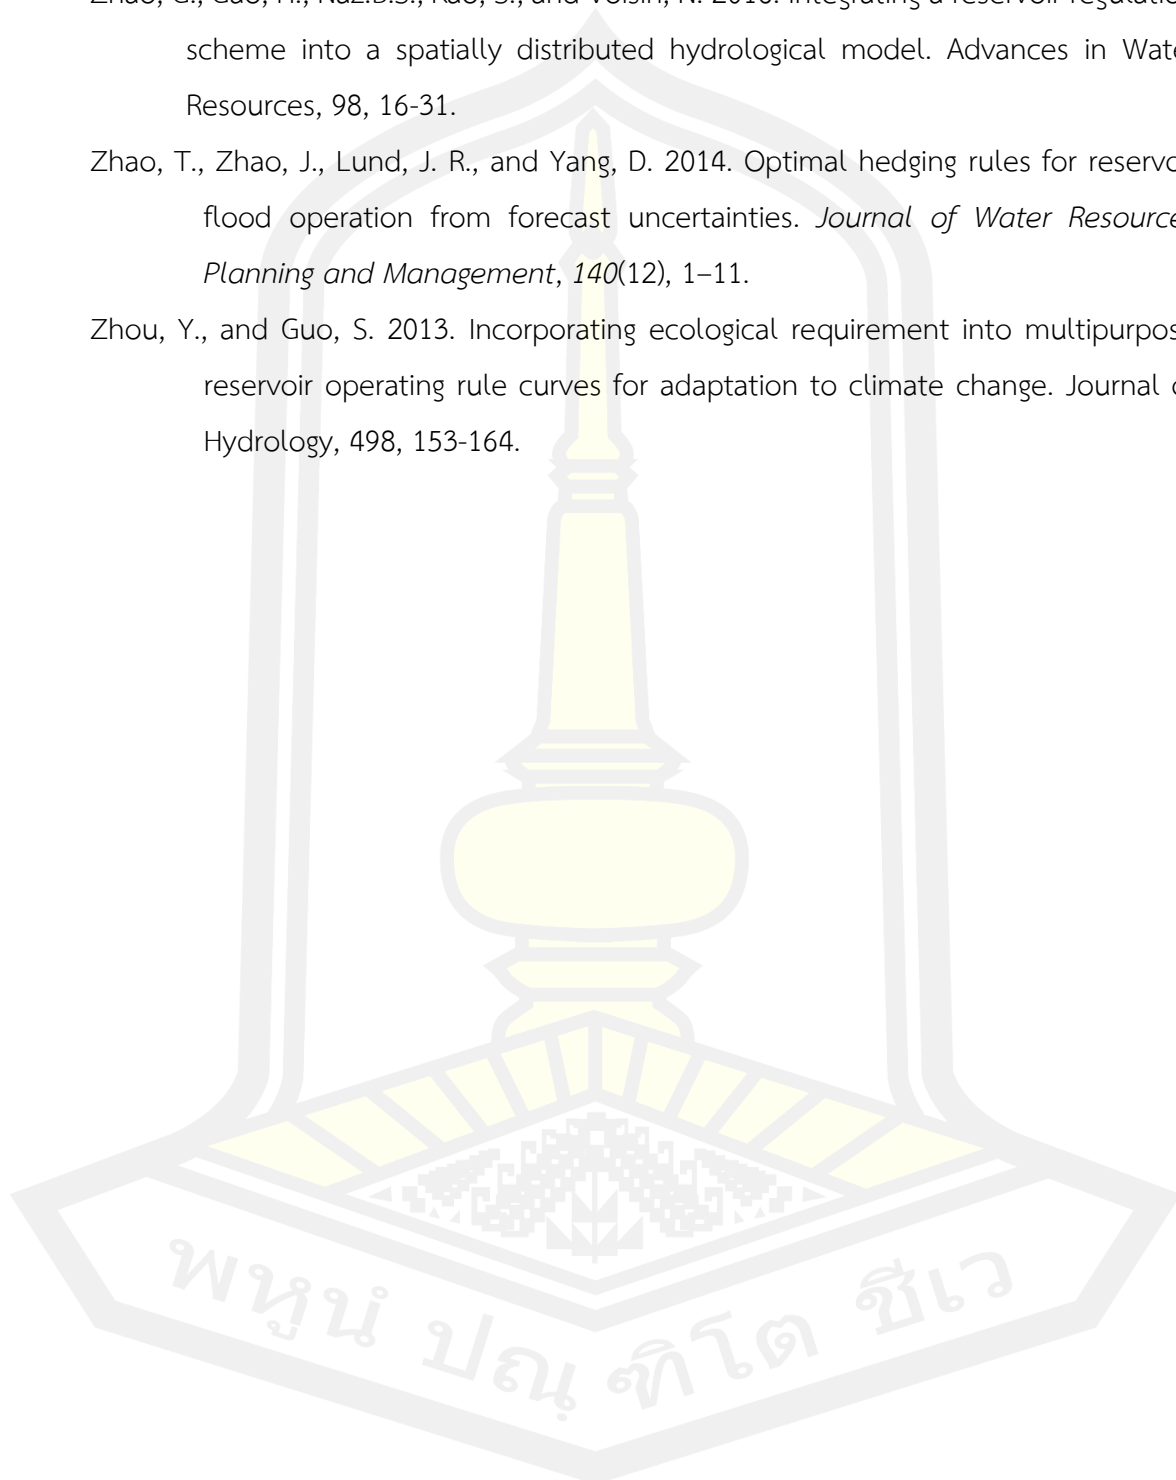 scheme into a spatially distributed hydrological model. Advances in Wate
Resources, 98, 16-31.
Zhao, T., Zhao, J., Lund, J. R., and Yang, D. 2014. Optimal hedging rules for reservo
flood operation from forecast uncertainties. Journal of Water Resource
Planning and Management, 140(12), 1–11.
Zhou, Y., and Guo, S. 2013. Incorporating ecological requirement into multipurpos
reservoir operating rule curves for adaptation to climate change. Journal o
Hydrology, 498, 153-164.
พหูนํ ปณฺฑิโต ชีเว